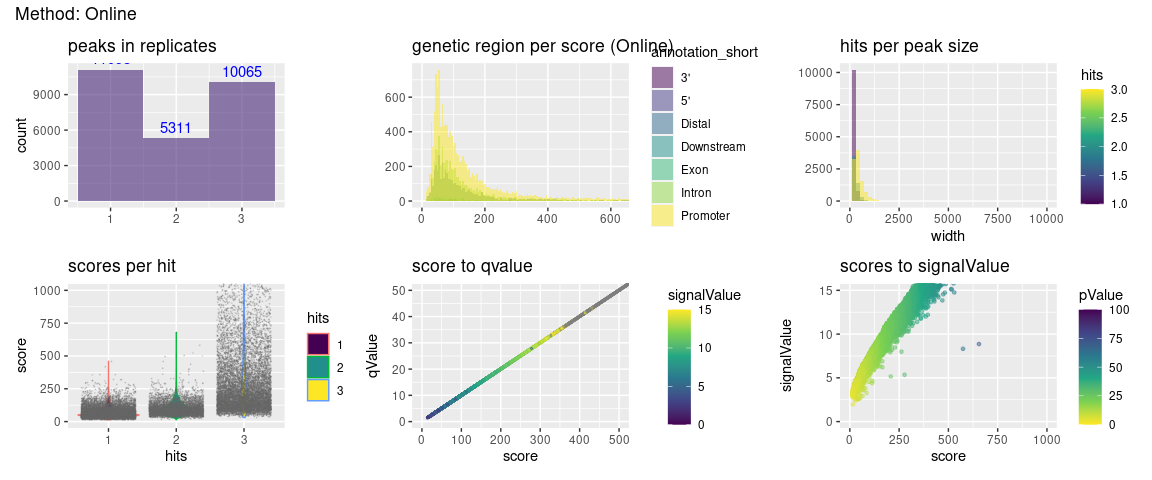 Method: Online
peaks in replicates
10065
5311
9000
6000
3000
0
count
1 2 3
genetic region per score (Online)
600
400
200
0
0 200 400 600
annotation_short
3'
5'
Distal
Downstream
Exon
Intron
Promoter
hits per peak size
10000
7500
5000
2500
0
0 2500 5000 7500 10000
width
hits
3.0
2.5
2.0
1.5
1.0
scores per hit
1000
750
500
250
0
score
1 2 3
hits
hits
1
2
3
score to qvalue
50
40
30
20
10
0
qValue
0 100 200 300 400 500
score
signalValue
15
10
5
0
scores to signalValue
15
10
5
signalValue
0 250 500 750 1000
score
pValue
100
75
50
25
0